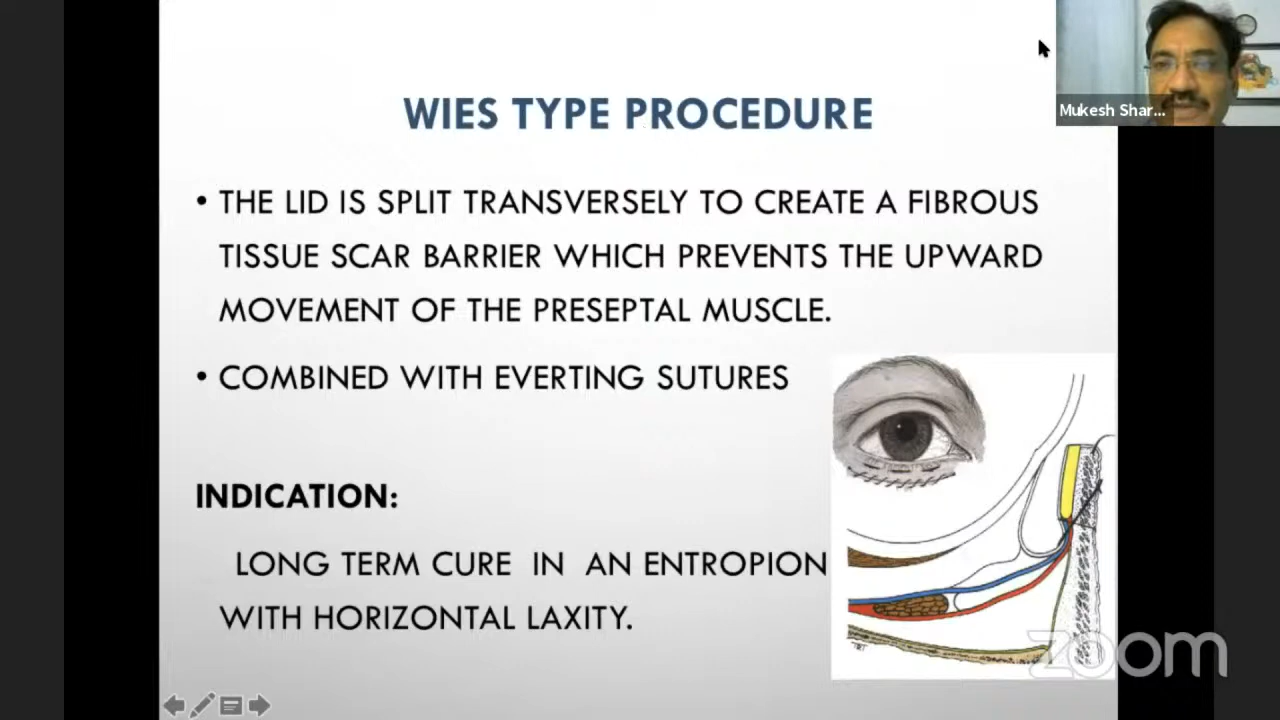 Mukesh Shar...
WIES TYPE PROCEDURE
• THE LID IS SPLIT TRANSVERSELY TO CREATE A FIBROUS
TISSUE SCAR BARRIER WHICH PREVENTS THE UPWARD
MOVEMENT OF THE PRESEPTAL MUSCLE.
• COMBINED WITH EVERTING SUTURES
INDICATION:
LONG TERM CURE IN AN ENTROPION
WITH HORIZONTAL LAXITY.
zoom